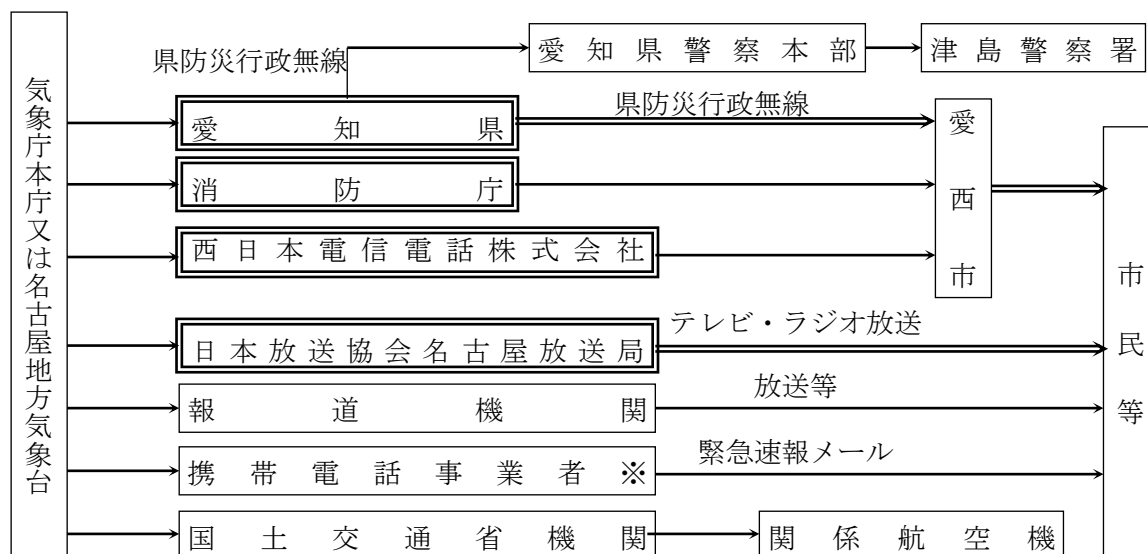 気象庁本庁又は名古屋地方気象台
県防災行政無線
愛知県警察本部
津島警察署
愛知県
県防災行政無線
愛西市
消防庁
西日本電信電話株式会社
市民等
日本放送協会名古屋放送局
テレビ・ラジオ放送
報道機関
放送等
携帯電話事業者※
緊急速報メール
国土交通省機関
関係航空機